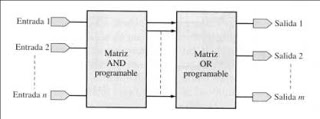 Entrada 1
Entrada 2
Entrada n
Matriz
AND
programable
Matriz
OR
programable
Salida 1
Salida 2
Salida m